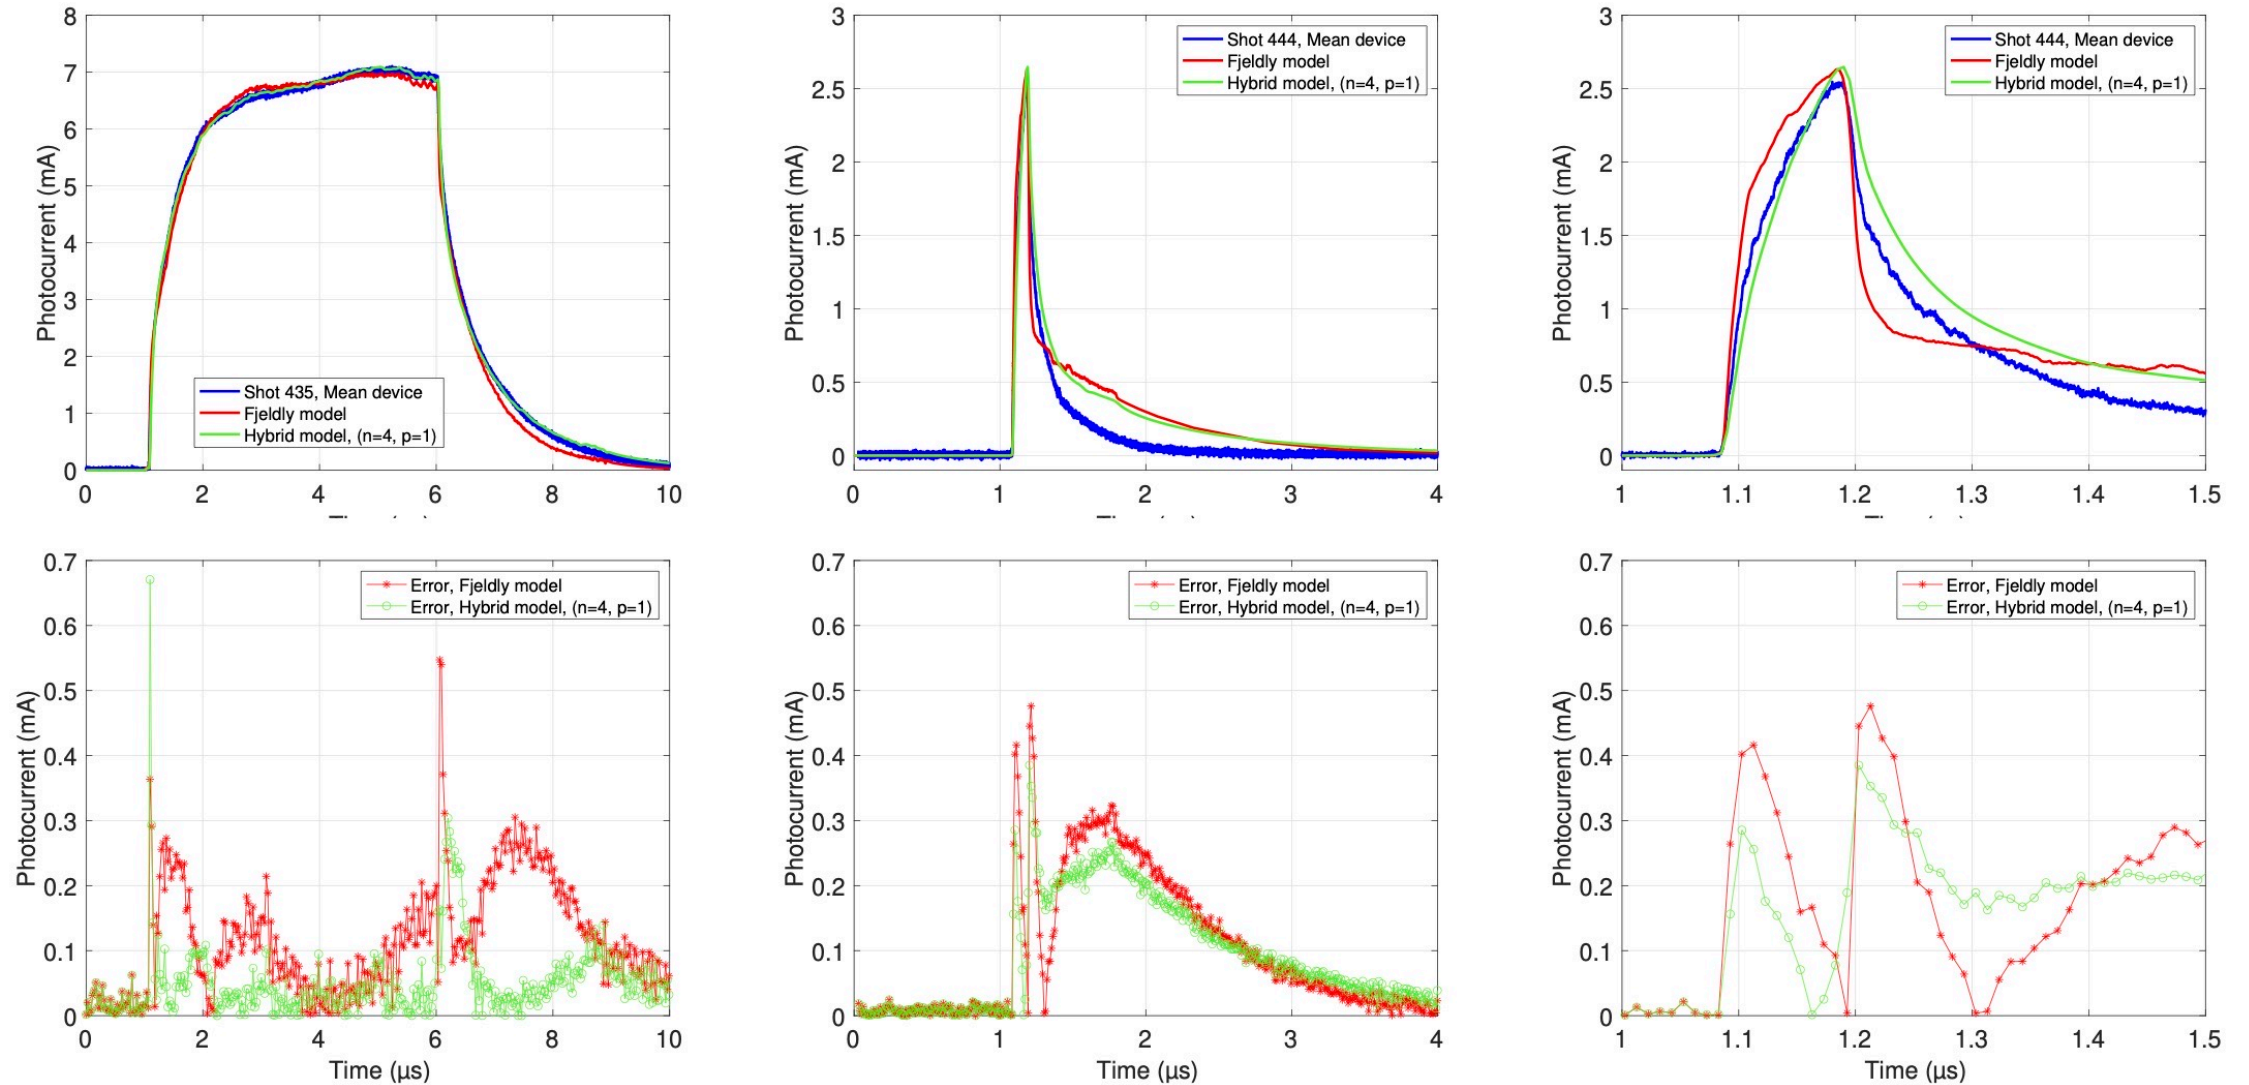 8
7
6
5
4
3
2
1
0
Photocurrent (mA)
Shot 435, Mean device
Fjeldly model
Hybrid model, (n=4, p=1)
0 2 4 6 8 10
3
2.5
2
1.5
1
0.5
0
Photocurrent (mA)
Shot 444, Mean device
Fjeldly model
Hybrid model, (n=4, p=1)
0 1 2 3 4
3
2.5
2
1.5
1
0.5
0
Photocurrent (mA)
Shot 444, Mean device
Fjeldly model
Hybrid model, (n=4, p=1)
1 1.1 1.2 1.3 1.4 1.5
0.7
0.6
0.5
0.4
0.3
0.2
0.1
0
Photocurrent (mA)
Error, Fjeldly model
Error, Hybrid model, (n=4, p=1)
0 2 4 6 8 10
Time (μs)
0.7
0.6
0.5
0.4
0.3
0.2
0.1
0
Photocurrent (mA)
Error, Fjeldly model
Error, Hybrid model, (n=4, p=1)
0 1 2 3 4
Time (μs)
0.7
0.6
0.5
0.4
0.3
0.2
0.1
0
Photocurrent (mA)
Error, Fjeldly model
Error, Hybrid model, (n=4, p=1)
1 1.1 1.2 1.3 1.4 1.5
Time (μs)